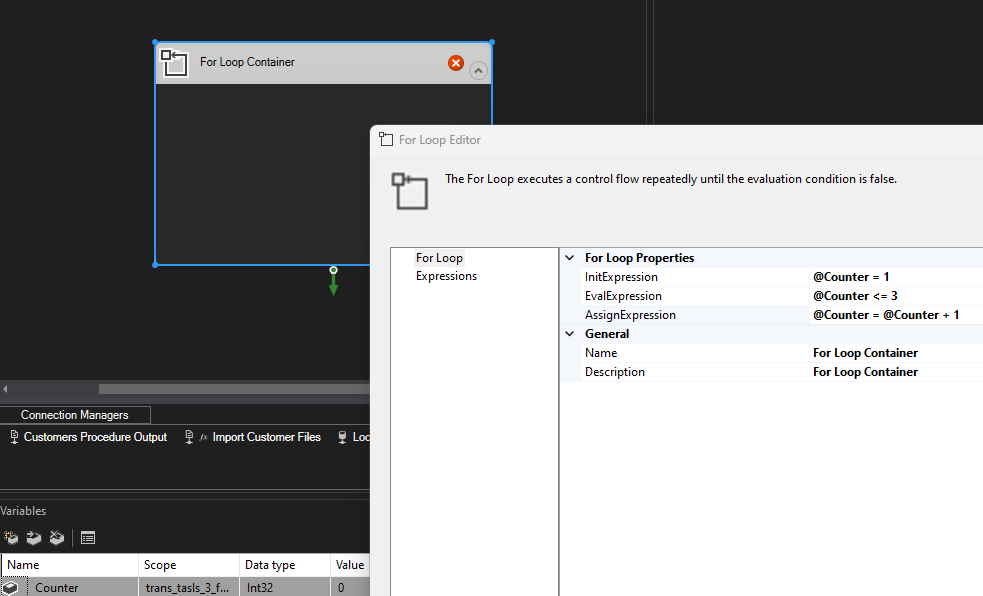 For Loop Container
For Loop Editor
The For Loop executes a control flow repeatedly until the evaluation condition is false.
For Loop
Expressions
For Loop Properties
InitExpression @Counter = 1
EvalExpression @Counter <= 3
AssignExpression @Counter = @Counter + 1
General
Name For Loop Container
Description For Loop Container
Connection Managers
Customers Procedure Output fx Import Customer Files Loc
Variables
Name Scope Data type Value
Counter trans_tasls_3_f... Int32 0